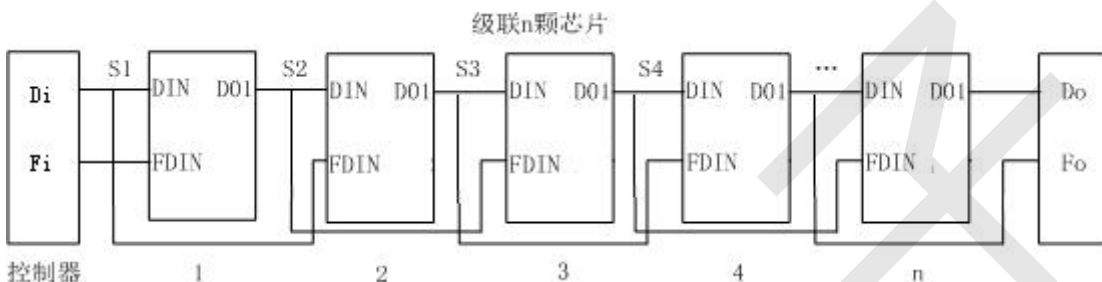 级联n颗芯片
S1 S2 S3 S4 ...
Di DIN DO1 DIN DO1 DIN DO1 DIN DO1 DIN DO1 Do
Fi FDIN FDIN FDIN FDIN FDIN Fo
控制器 1 2 3 4 n